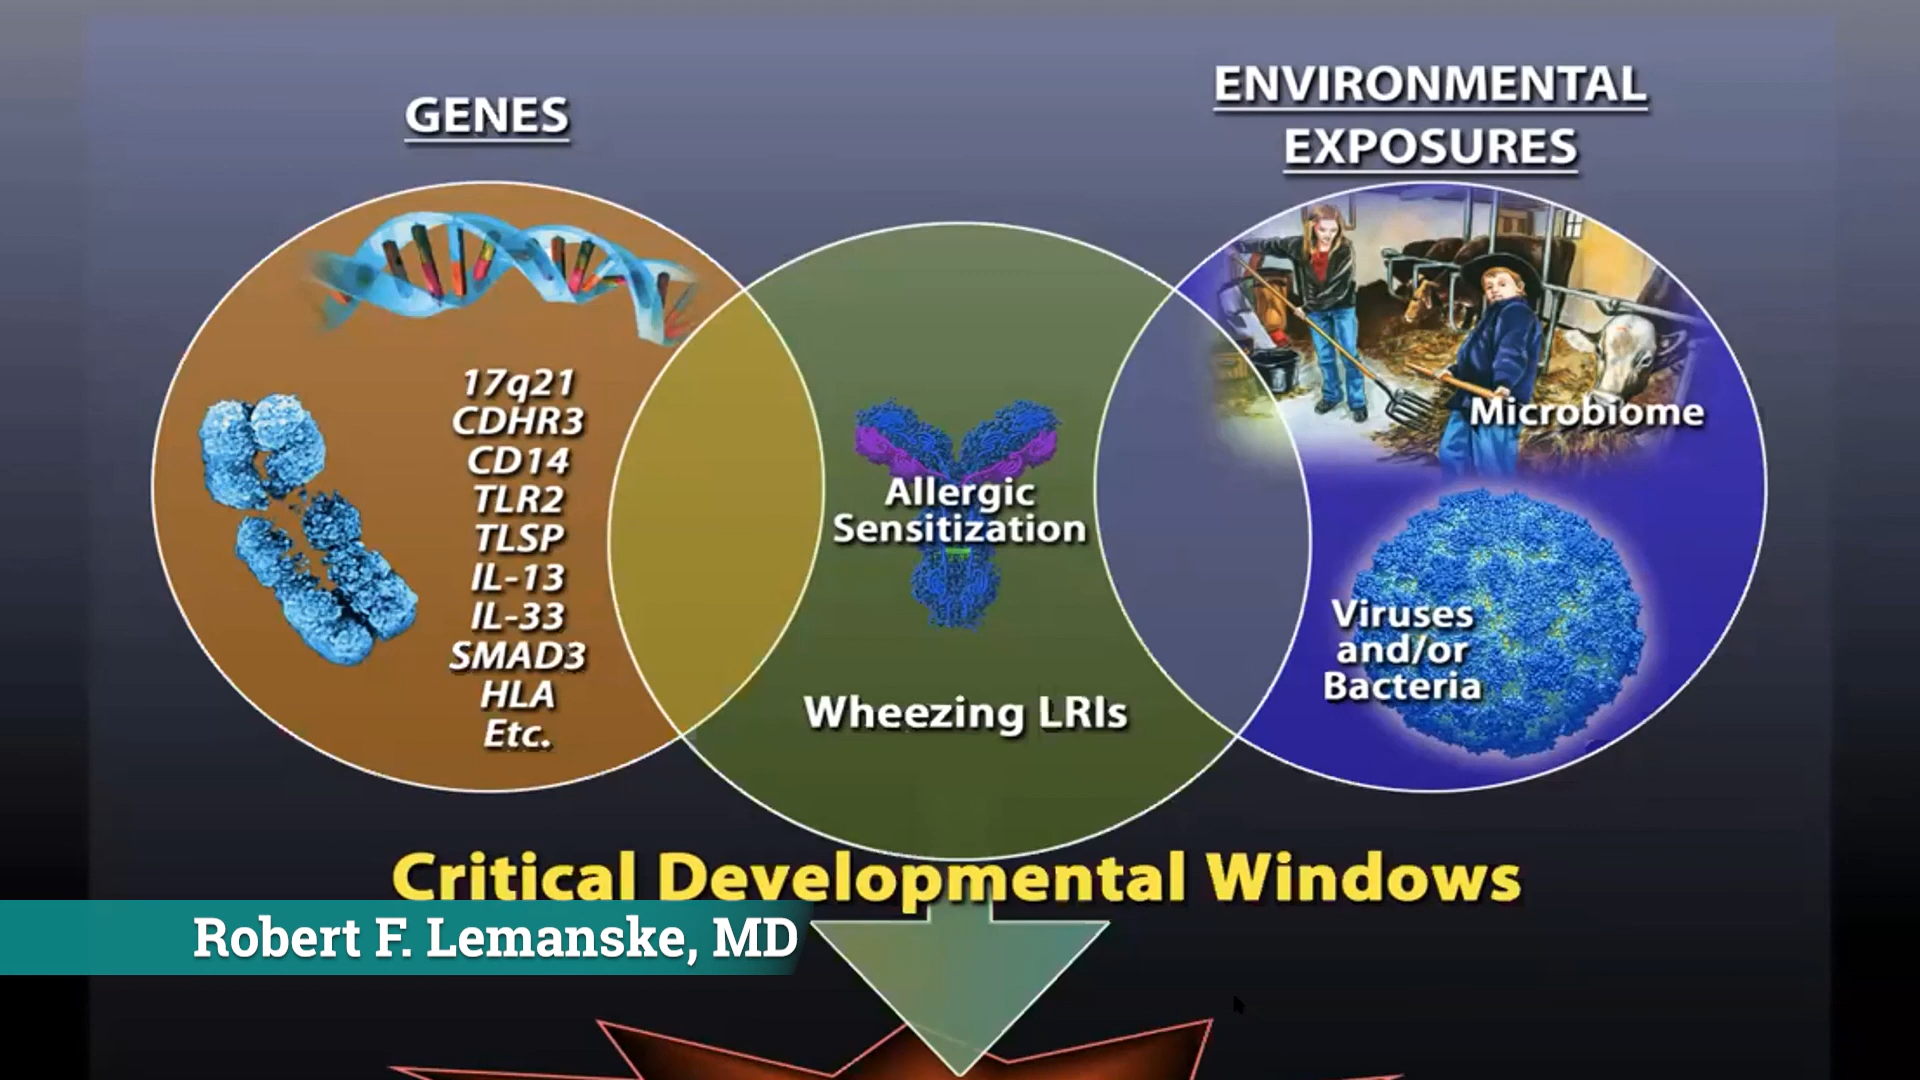 GENES
ENVIRONMENTAL
EXPOSURES
17q21
CDHR3
CD14
TLR2
TLSP
IL-13
IL-33
SMAD3
HLA
Etc.
Allergic
Sensitization
Wheezing LRIs
Microbiome
Viruses
and/or
Bacteria
Critical Developmental Windows
Robert F. Lemanske, MD